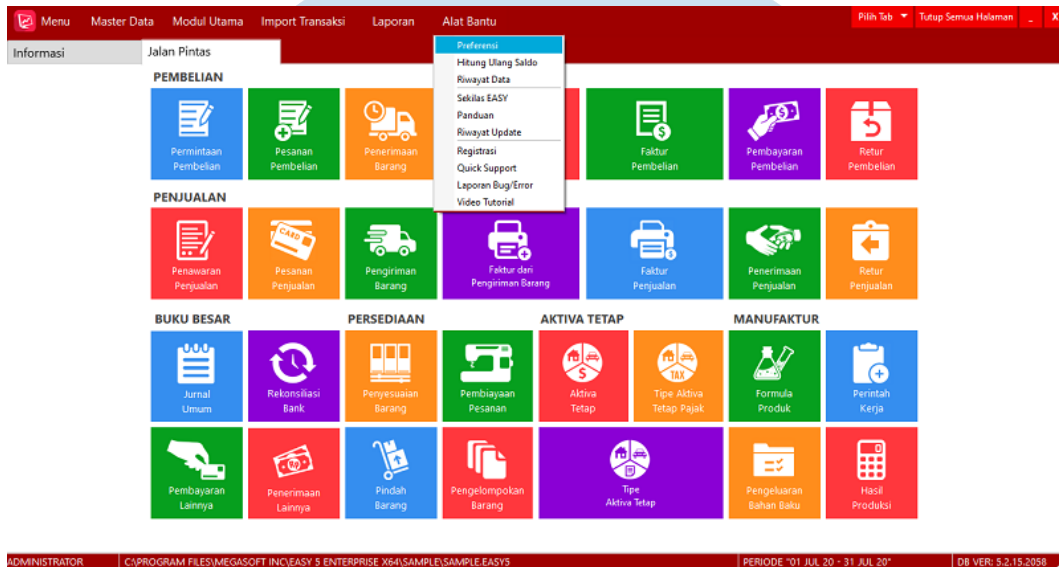 Menu Master Data Modul Utama Import Transaksi Laporan Alat Bantu Pilih Tab Tutup Semua Halaman _ X
Informasi Jalan Pintas
Preferensi
Hitung Ulang Saldo
Riwayat Data
Sekilas EASY
Panduan
Riwayat Update
Registrasi
Quick Support
Laporan Bug/Error
Video Tutorial
PEMBELIAN
Permintaan
Pembelian
Pesanan
Pembelian
Penerimaan
Barang
Faktur
Pembelian
Pembayaran
Pembelian
Retur
Pembelian
PENJUALAN
Penawaran
Penjualan
CARD
Pesanan
Penjualan
Pengiriman
Barang
Faktur dari
Pengiriman Barang
Faktur
Penjualan
Penerimaan
Penjualan
Retur
Penjualan
BUKU BESAR PERSEDIAAN AKTIVA TETAP MANUFAKTUR
Jurnal
Umum
Rekonsiliasi
Bank
Penyesuaian
Barang
Pembiayaan
Pesanan
Aktiva
Tetap
TAX
Tipe Aktiva
Tetap Pajak
Formula
Produk
Perintah
Kerja
Pembayaran
Lainnya
Rp
Penerimaan
Lainnya
Pindah
Barang
Pengelompokan
Barang
Tipe
Aktiva Tetap
Pengeluaran
Bahan Baku
Hasil
Produksi
ADMINISTRATOR C:\PROGRAM FILES\MEGASOFT INC\EASY 5 ENTERPRISE X64\SAMPLE\SAMPLE.EASY5 PERIODE "01 JUL 20 - 31 JUL 20" DB VER: 5.2.15.2058